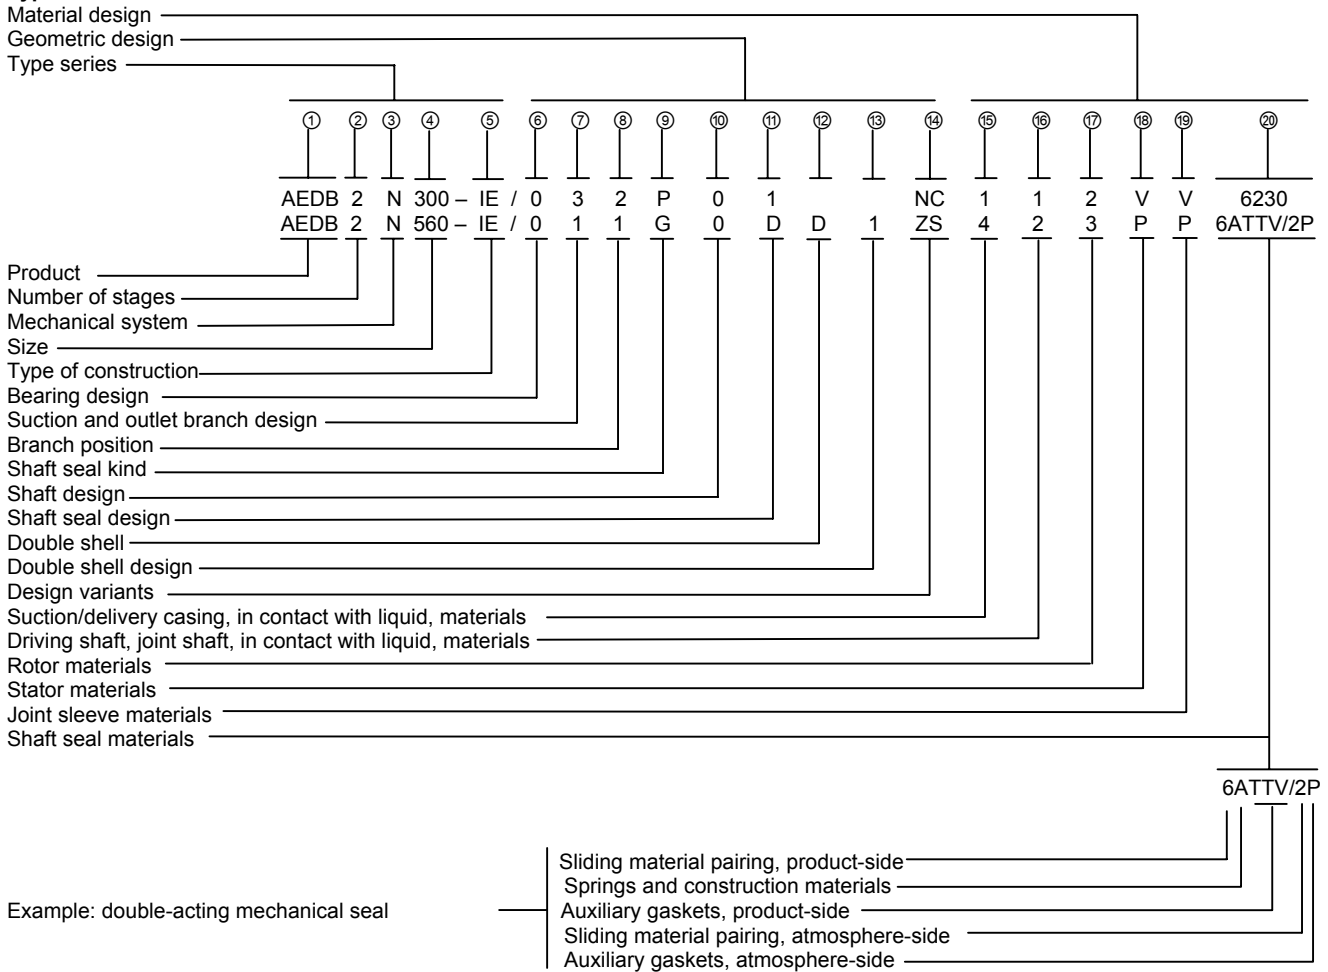 Material design
Geometric design
Type series
① ② ③ ④ ⑤ ⑥ ⑦ ⑧ ⑨ ⑩ ⑪ ⑫ ⑬ ⑭ ⑮ ⑯ ⑰ ⑱ ⑲ ⑳
AEDB 2 N 300 – IE / 0 3 2 P 0 1 NC 1 1 2 V V 6230
AEDB 2 N 560 – IE / 0 1 1 G 0 D D 1 ZS 4 2 3 P P 6ATTV/2P
Product
Number of stages
Mechanical system
Size
Type of construction
Bearing design
Suction and outlet branch design
Branch position
Shaft seal kind
Shaft design
Shaft seal design
Double shell
Double shell design
Design variants
Suction/delivery casing, in contact with liquid, materials
Driving shaft, joint shaft, in contact with liquid, materials
Rotor materials
Stator materials
Joint sleeve materials
Shaft seal materials
6ATTV/2P
Sliding material pairing, product-side
Springs and construction materials
Example: double-acting mechanical seal
Auxiliary gaskets, product-side
Sliding material pairing, atmosphere-side
Auxiliary gaskets, atmosphere-side